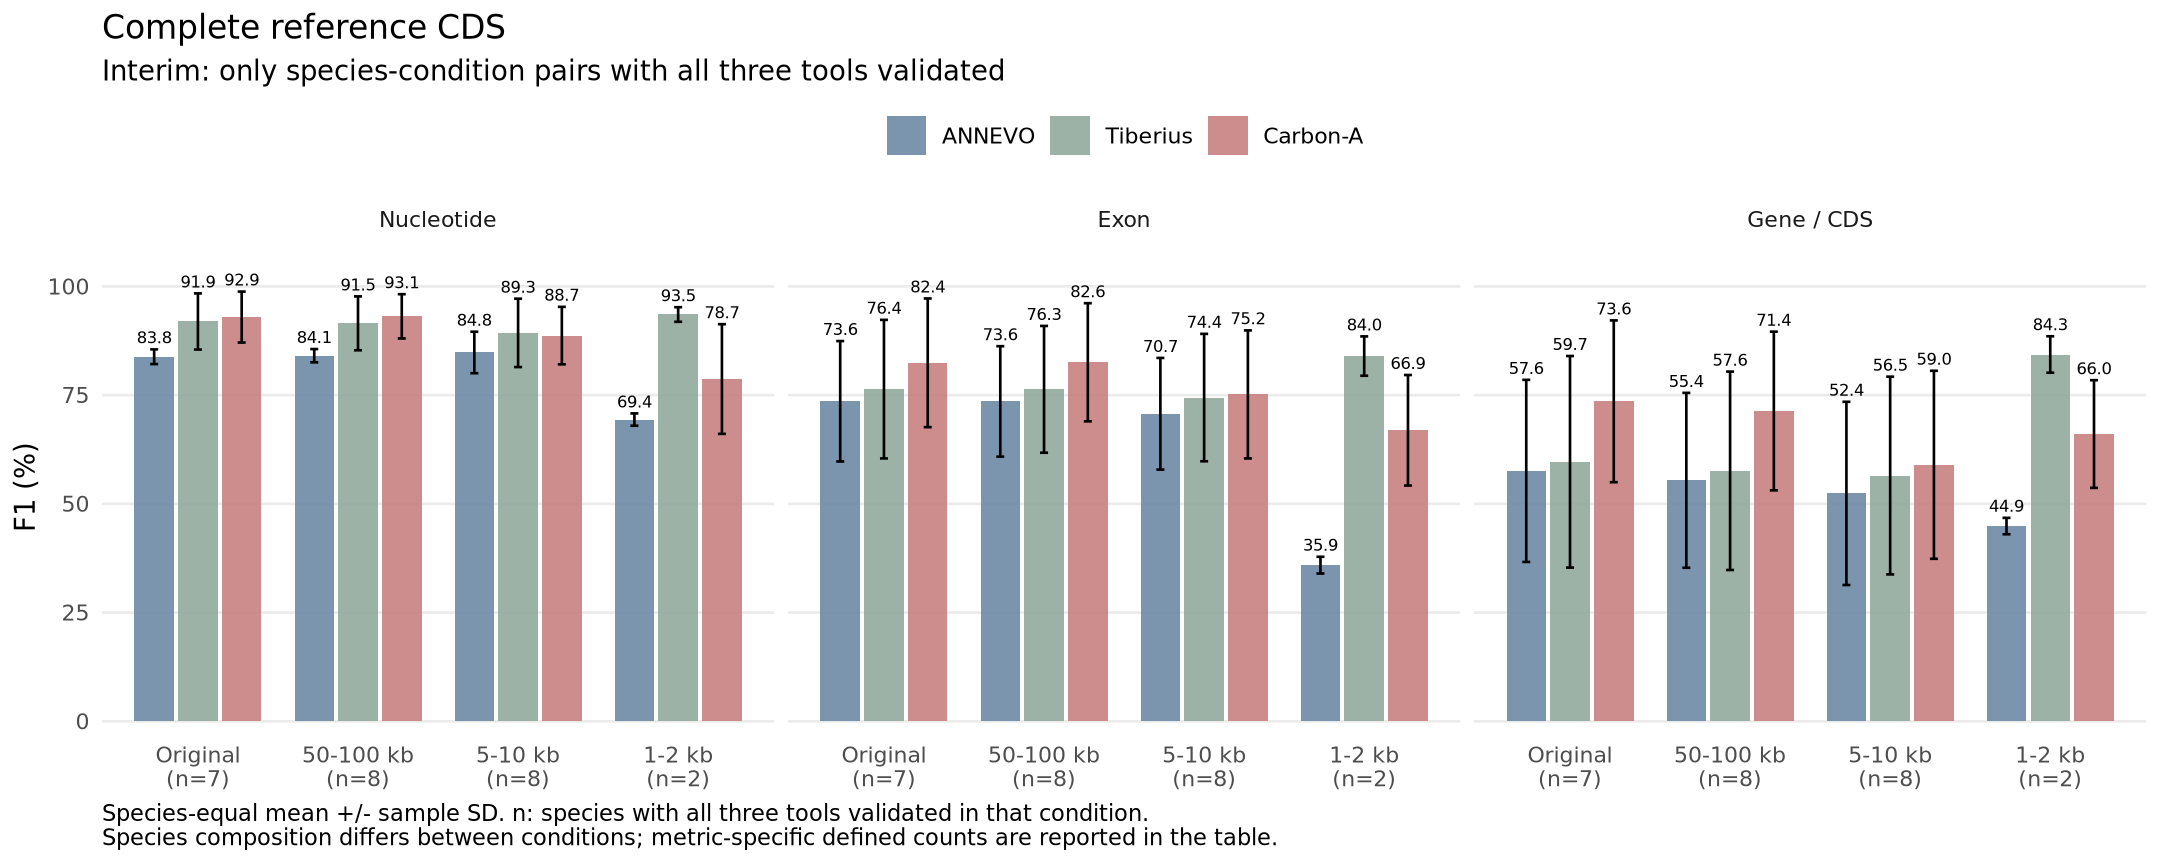 Complete reference CDS
Interim: only species-condition pairs with all three tools validated
ANNEVO Tiberius Carbon-A
Nucleotide Exon Gene / CDS
F1 (%)
100
75
50
25
0
83.8 91.9 92.9 84.1 91.5 93.1 84.8 89.3 88.7 69.4 93.5 78.7
73.6 76.4 82.4 73.6 76.3 82.6 70.7 74.4 75.2 35.9 84.0 66.9
57.6 59.7 73.6 55.4 57.6 71.4 52.4 56.5 59.0 44.9 84.3 66.0
Original 50-100 kb 5-10 kb 1-2 kb Original 50-100 kb 5-10 kb 1-2 kb Original 50-100 kb 5-10 kb 1-2 kb
(n=7) (n=8) (n=8) (n=2) (n=7) (n=8) (n=8) (n=2) (n=7) (n=8) (n=8) (n=2)
Species-equal mean +/- sample SD. n: species with all three tools validated in that condition.
Species composition differs between conditions; metric-specific defined counts are reported in the table.